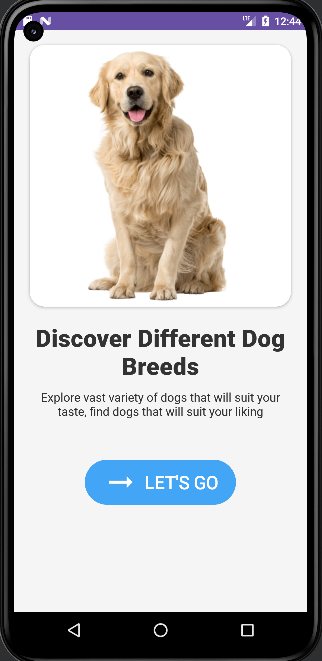 LTE 12:44
Discover Different Dog
Breeds
Explore vast variety of dogs that will suit your
taste, find dogs that will suit your liking
LET'S GO